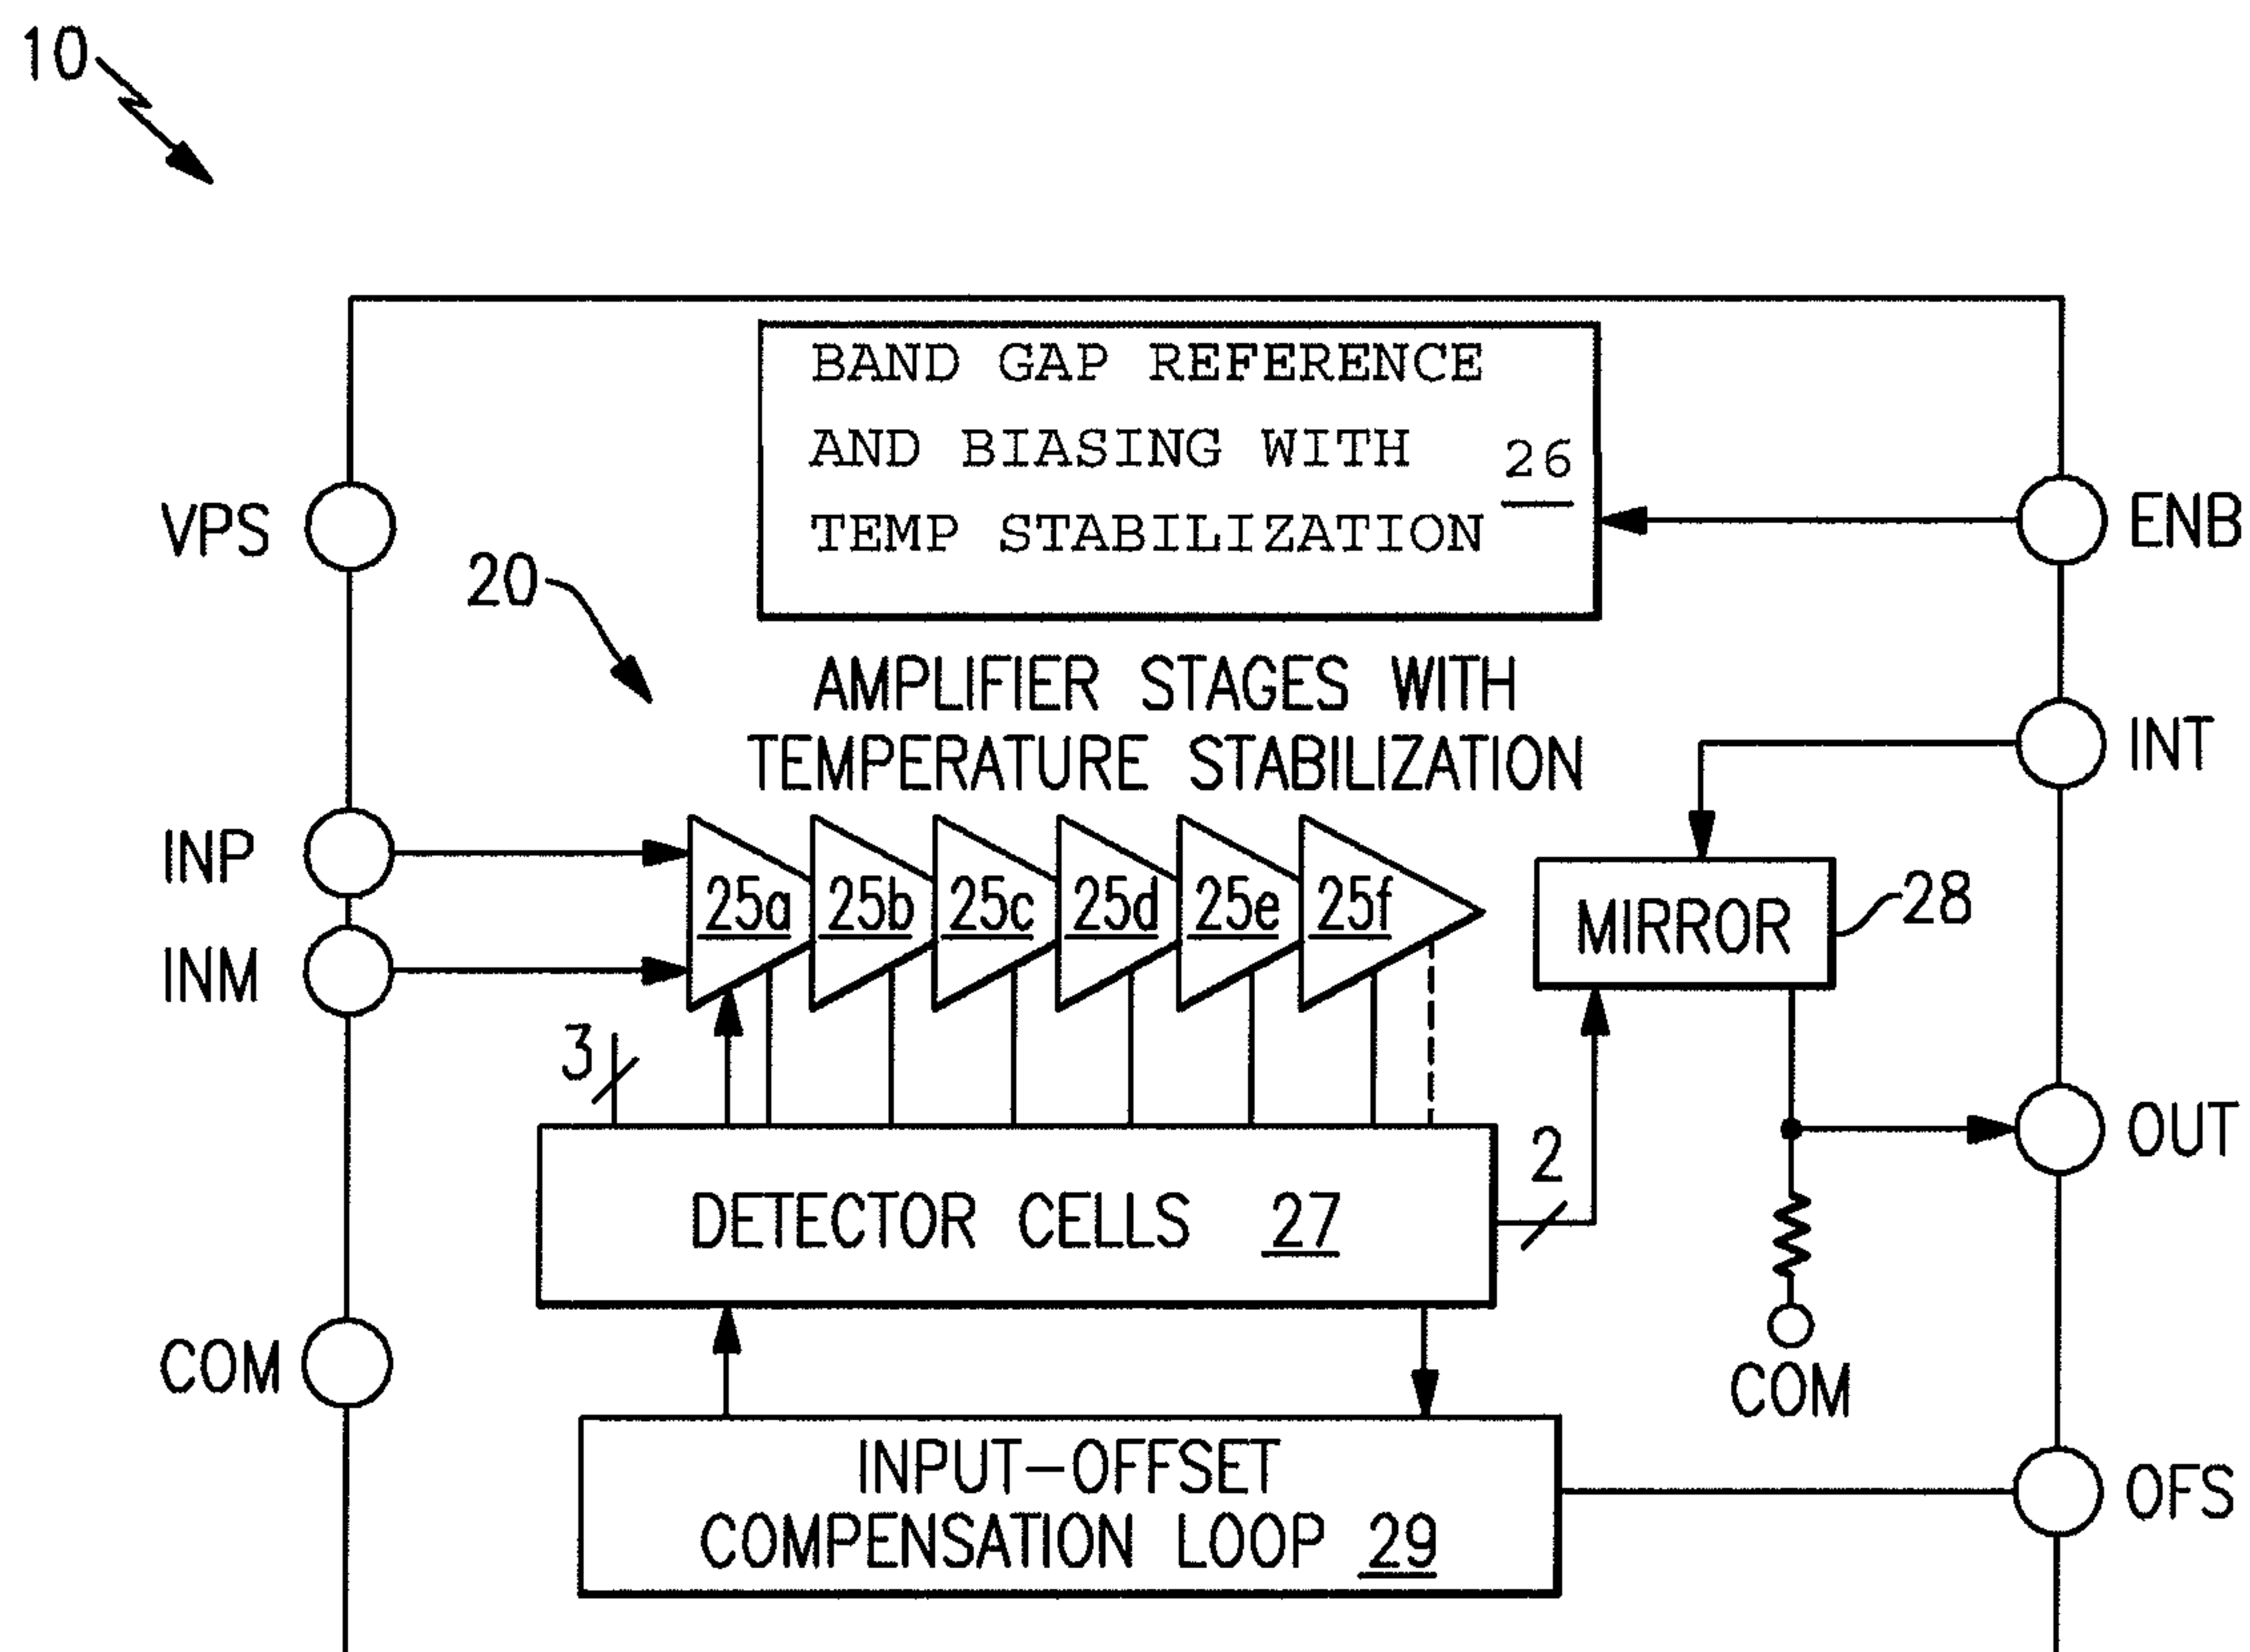 10
BAND GAP REFERENCE
AND BIASING WITH
TEMP STABILIZATION
26
VPS
ENB
20
AMPLIFIER STAGES WITH
TEMPERATURE STABILIZATION
INT
INP
25a 25b 25c 25d 25e 25f
MIRROR
28
INM
3
2
OUT
DETECTOR CELLS 27
COM
COM
INPUT-OFFSET
COMPENSATION LOOP 29
OFS